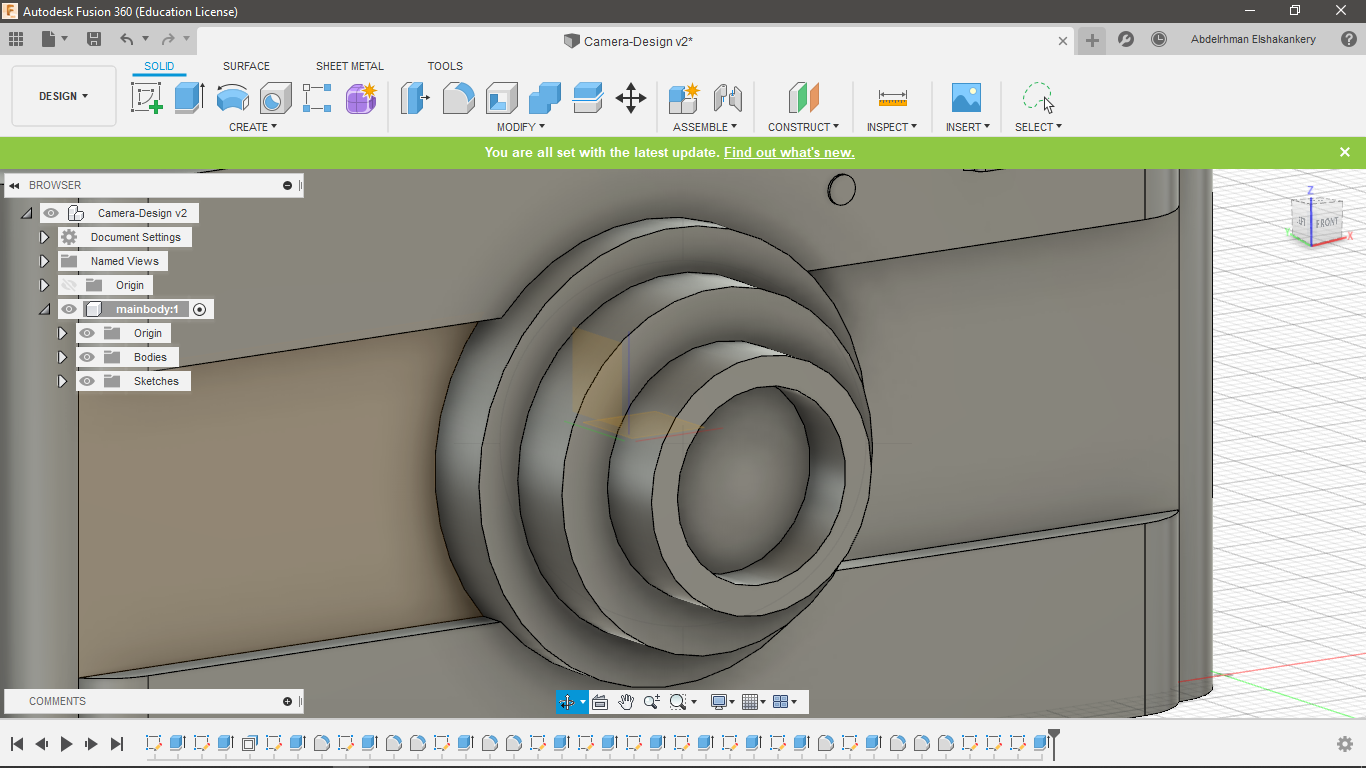 Autodesk Fusion 360 (Education License)
Camera-Design v2*
Abdelrhman Elshakankery
SOLID SURFACE SHEET METAL TOOLS
DESIGN
CREATE MODIFY ASSEMBLE CONSTRUCT INSPECT INSERT SELECT
You are all set with the latest update. Find out what's new.
BROWSER
Camera-Design v2
Document Settings
Named Views
Origin
mainbody:1
Origin
Bodies
Sketches
Z
FRONT
X
COMMENTS